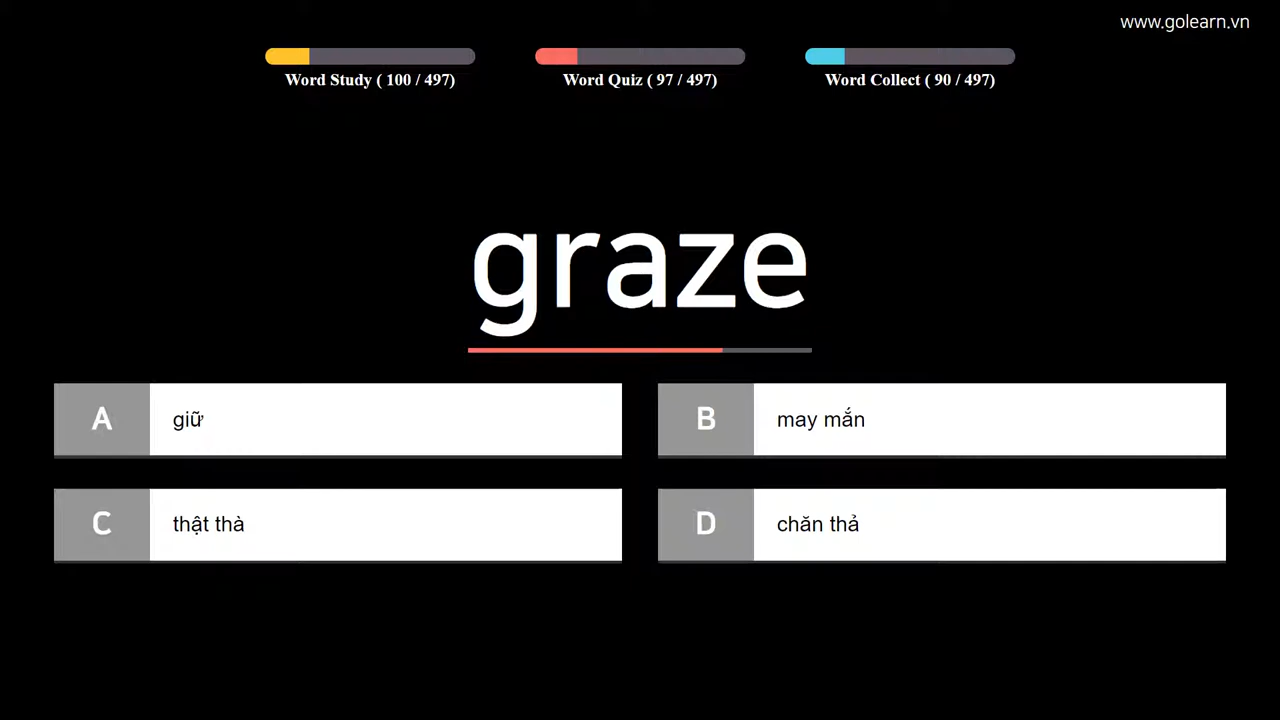 www.golearn.vn
Word Study ( 100 / 497)
Word Quiz ( 97 / 497)
Word Collect ( 90 / 497)
graze
A giữ
B may mắn
C thật thà
D chăn thả